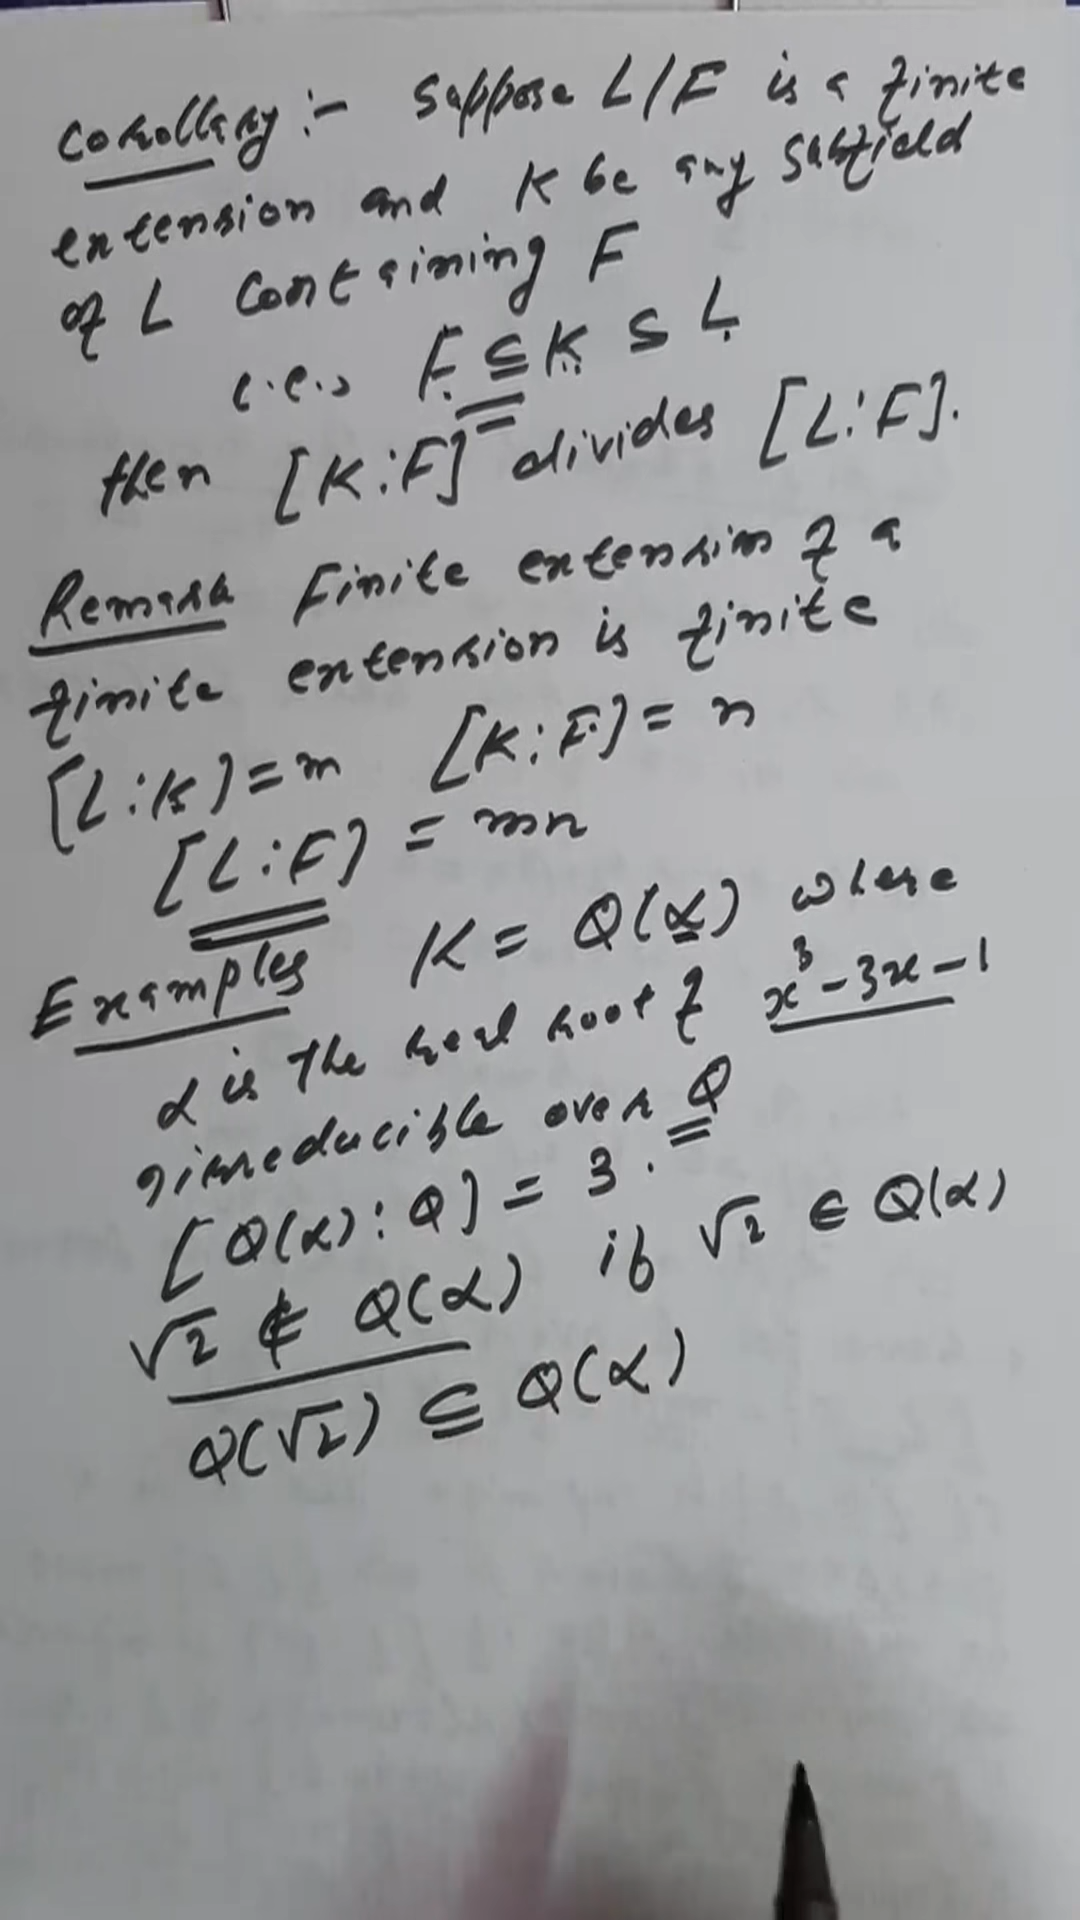 Corollary :- Suppose L/F is a finite
extension and K be any subfield
of L containing F
i.e., F ⊆ K ⊆ L
then [K:F] divides [L:F].
Remark Finite extension of a
finite extension is finite
[L:K] = m [K:F] = n
[L:F] = mn
Examples K = Q(α) where
α is the real root of x³-3x-1
irreducible over Q
[Q(α):Q] = 3.
√2 ∉ Q(α) if √2 ∈ Q(α)
Q(√2) ⊆ Q(α)